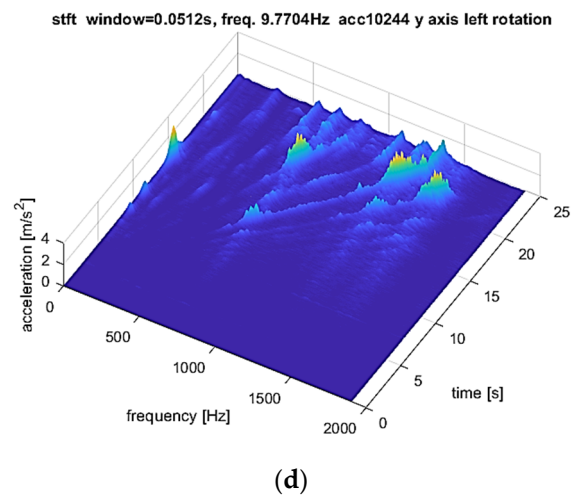 stft window=0.0512s, freq. 9.7704Hz acc10244 y axis left rotation
acceleration [m/s2]
4
2
0
0
500
1000
1500
2000
frequency [Hz]
0
5
10
15
20
25
time [s]
(d)